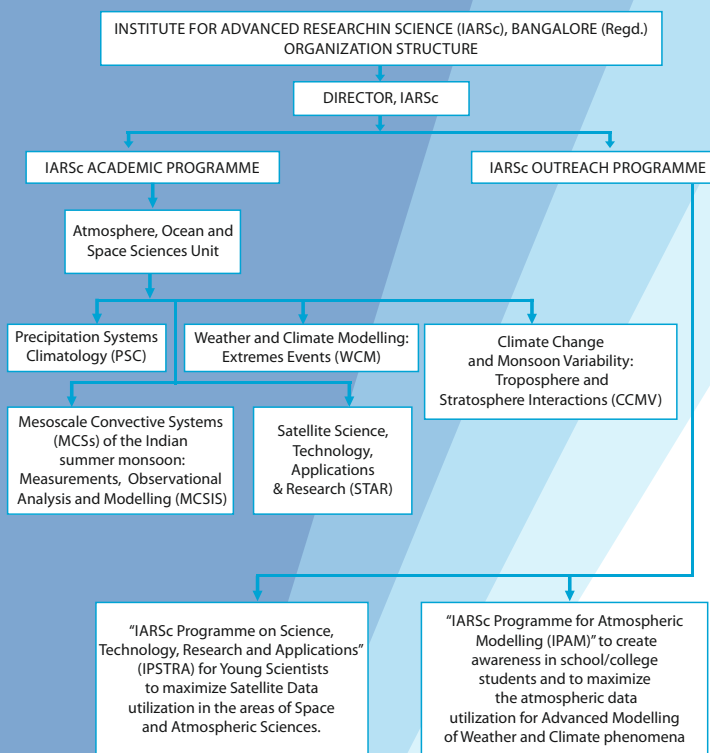 INSTITUTE FOR ADVANCED RESEARCHIN SCIENCE (IARSc), BANGALORE (Regd.)
ORGANIZATION STRUCTURE
DIRECTOR, IARSc
IARSc ACADEMIC PROGRAMME
IARSc OUTREACH PROGRAMME
Atmosphere, Ocean and
Space Sciences Unit
Precipitation Systems
Climatology (PSC)
Weather and Climate Modelling:
Extremes Events (WCM)
Climate Change
and Monsoon Variability:
Troposphere and
Stratosphere Interactions (CCMV)
Mesoscale Convective Systems
(MCSs) of the Indian
summer monsoon:
Measurements, Observational
Analysis and Modelling (MCSIS)
Satellite Science,
Technology,
Applications
& Research (STAR)
“IARSc Programme on Science,
Technology, Research and Applications”
(IPSTRA) for Young Scientists
to maximize Satellite Data
utilization in the areas of Space
and Atmospheric Sciences.
“IARSc Programme for Atmospheric
Modelling (IPAM)” to create
awareness in school/college
students and to maximize
the atmospheric data
utilization for Advanced Modelling
of Weather and Climate phenomena